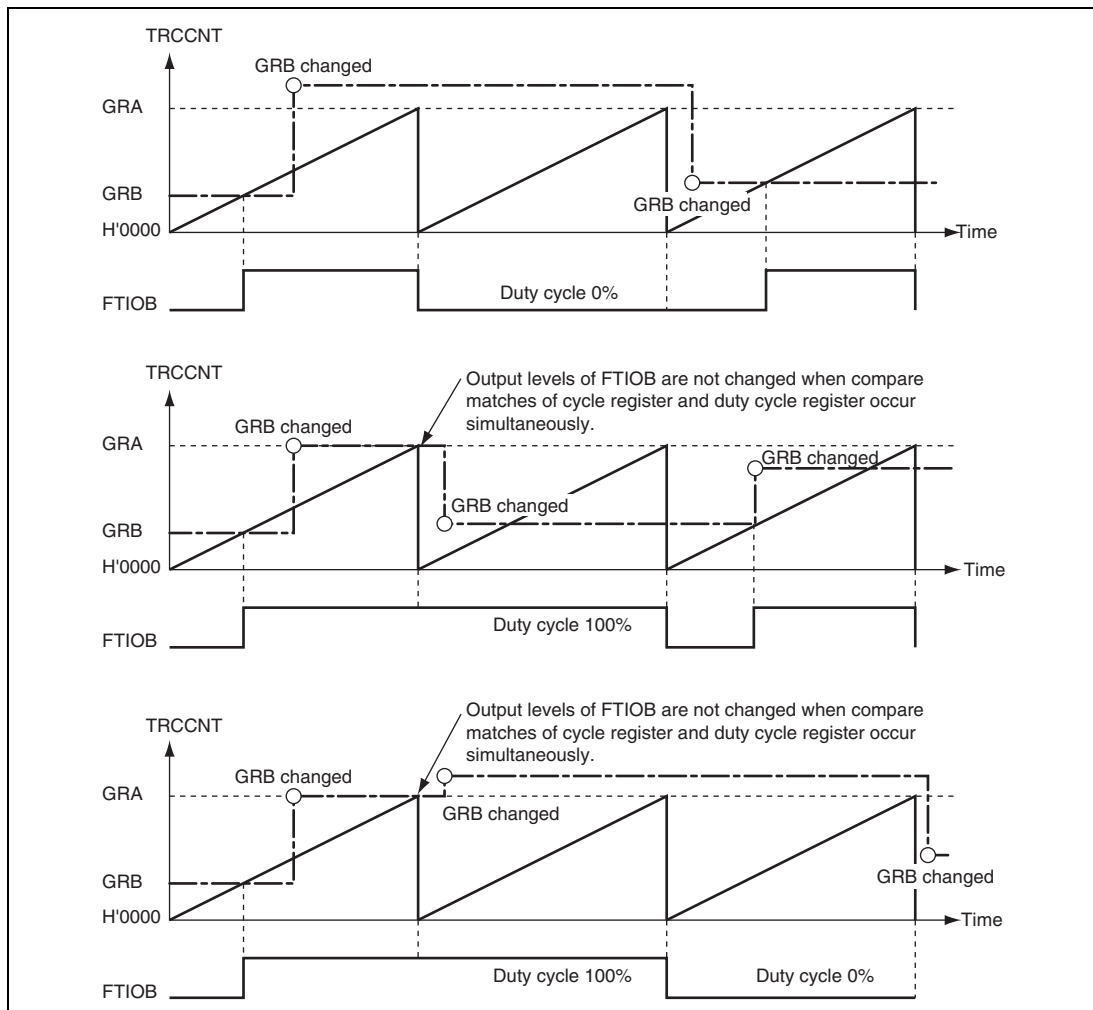 TRCCNT
GRB changed
GRA
GRB
GRB changed
H'0000
Time
Duty cycle 0%
FTIOB
TRCCNT
Output levels of FTIOB are not changed when compare
matches of cycle register and duty cycle register occur
simultaneously.
GRB changed
GRA
GRB changed
GRB changed
GRB
H'0000
Time
Duty cycle 100%
FTIOB
Output levels of FTIOB are not changed when compare
matches of cycle register and duty cycle register occur
simultaneously.
TRCCNT
GRB changed
GRA
GRB changed
GRB
GRB changed
H'0000
Time
Duty cycle 100%
Duty cycle 0%
FTIOB